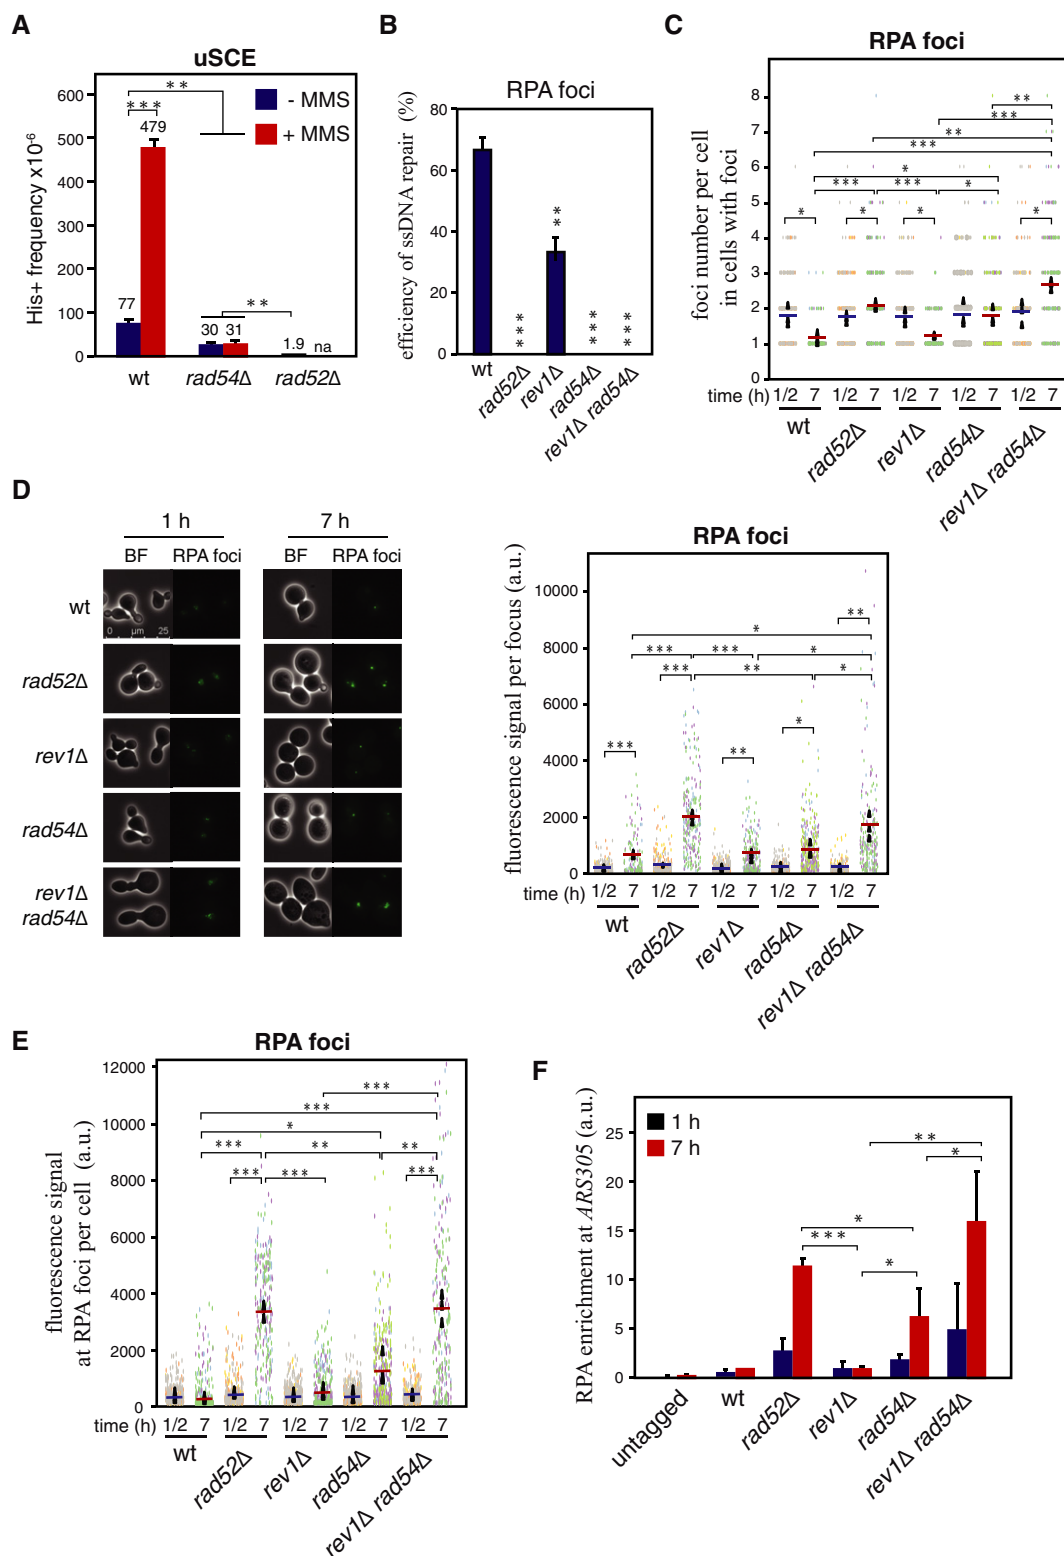 A
uSCE
His+ frequency x10-6
600
500
400
300
200
100
0
- MMS
+ MMS
**
***
479
77
**
30
31
1.9
na
wt
rad54Δ
rad52Δ
B
RPA foci
efficiency of ssDNA repair (%)
80
60
40
20
0
***
**
***
***
wt
rad52Δ
rev1Δ
rad54Δ
rev1Δ rad54Δ
C
RPA foci
foci number per cell
in cells with foci
8
7
6
5
4
3
2
1
0
**
***
**
***
*
***
***
*
*
*
*
*
time (h)
1/2 7 1/2 7 1/2 7 1/2 7 1/2 7
wt
rad52Δ
rev1Δ
rad54Δ
rev1Δ rad54Δ
D
1 h
7 h
BF
RPA foci
BF
RPA foci
wt
0 µm 25
rad52Δ
rev1Δ
rad54Δ
rev1Δ
rad54Δ
RPA foci
fluorescence signal per focus (a.u.)
10000
8000
6000
4000
2000
0
**
*
***
***
*
***
**
*
*
***
**
time (h)
1/2 7 1/2 7 1/2 7 1/2 7 1/2 7
wt
rad52Δ
rev1Δ
rad54Δ
rev1Δ rad54Δ
E
RPA foci
fluorescence signal
at RPA foci per cell (a.u.)
12000
10000
8000
6000
4000
2000
0
***
***
*
***
**
**
***
***
***
time (h)
1/2 7 1/2 7 1/2 7 1/2 7 1/2 7
wt
rad52Δ
rev1Δ
rad54Δ
rev1Δ rad54Δ
F
RPA enrichment at ARS305 (a.u.)
25
20
15
10
5
0
1 h
7 h
**
*
*
***
*
untagged
wt
rad52Δ
rev1Δ
rad54Δ
rev1Δ rad54Δ